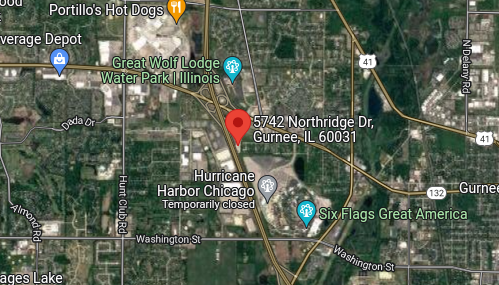 ood
Portillo's Hot Dogs
everage Depot
Great Wolf Lodge
Water Park | Illinois
41
N Delany Rd
5742 Northridge Dr,
Gurnee, IL 60031
Dada Dr
41
Hunt Club Rd
Hurricane
Harbor Chicago
Temporarily closed
132
Gurnee
Six Flags Great America
Almond Rd
Washington St
Washington St
ages Lake